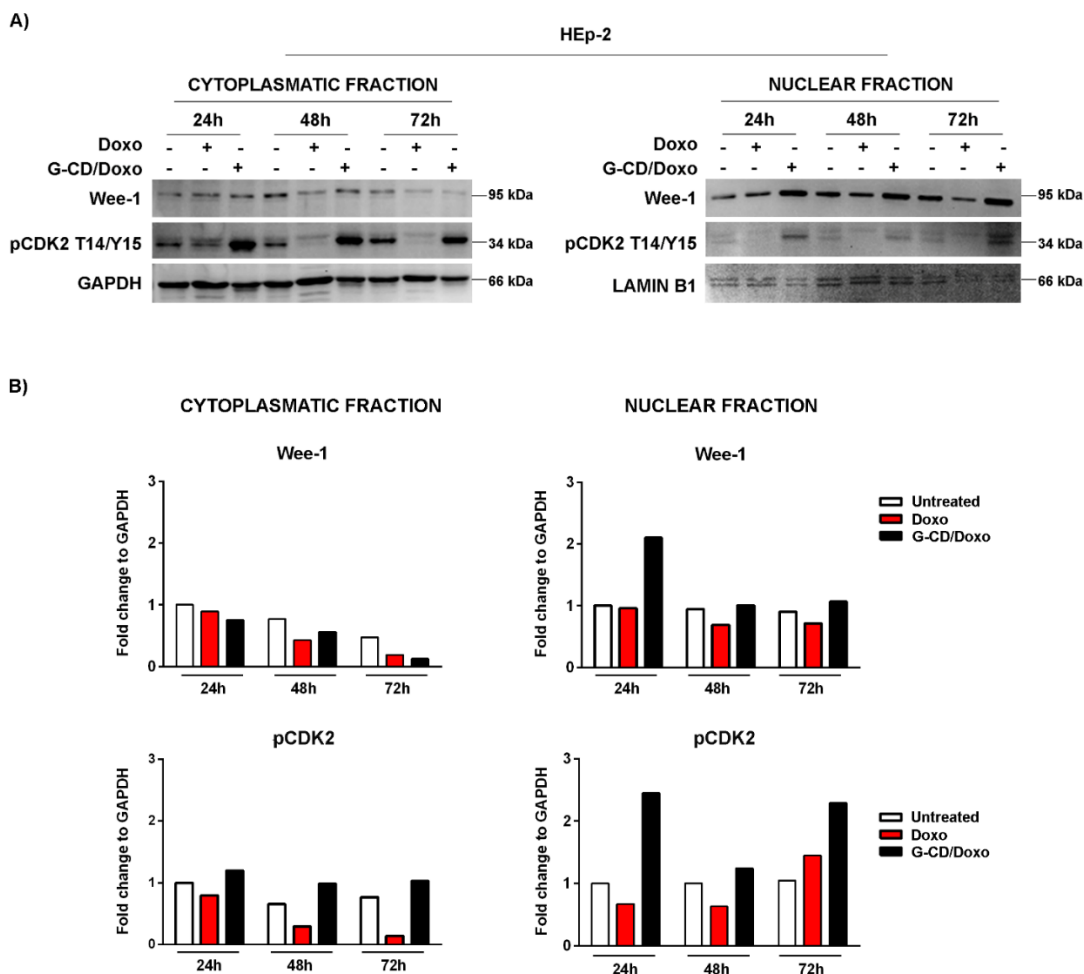 A)
HEp-2
CYTOPLASMATIC FRACTION
24h 48h 72h
Doxo - + - - + - - + -
G-CD/Doxo - - + - - + - - +
Wee-1 95 kDa
pCDK2 T14/Y15 34 kDa
GAPDH 66 kDa
NUCLEAR FRACTION
24h 48h 72h
Doxo - + - - + - - + -
G-CD/Doxo - - + - - + - - +
Wee-1 95 kDa
pCDK2 T14/Y15 34 kDa
LAMIN B1 66 kDa
B)
CYTOPLASMATIC FRACTION
Wee-1
Fold change to GAPDH
3
2
1
0
24h 48h 72h
NUCLEAR FRACTION
Wee-1
Fold change to GAPDH
3
2
1
0
24h 48h 72h
Untreated
Doxo
G-CD/Doxo
pCDK2
Fold change to GAPDH
3
2
1
0
24h 48h 72h
pCDK2
Fold change to GAPDH
3
2
1
0
24h 48h 72h
Untreated
Doxo
G-CD/Doxo